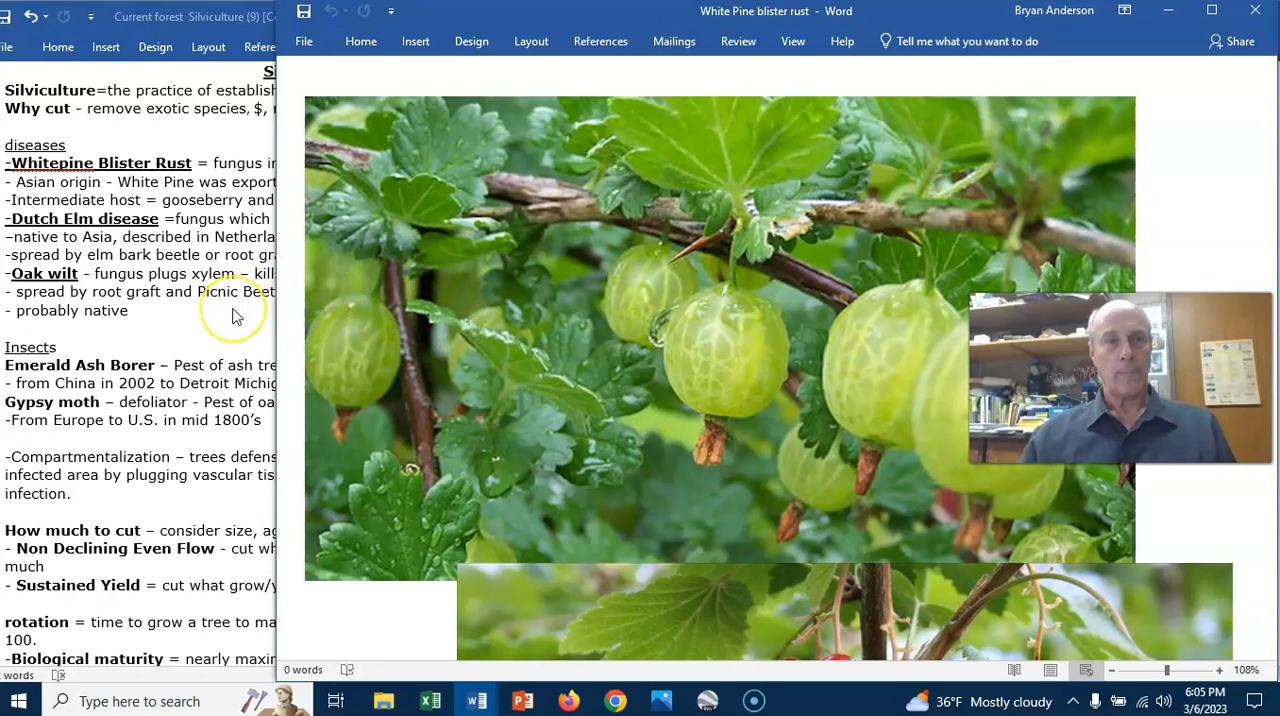 Current forest Silviculture (9) [Co
File Home Insert Design Layout Refere
Silviculture=the practice of establish
Why cut - remove exotic species, $, r
diseases
-Whitepine Blister Rust = fungus in
- Asian origin - White Pine was export
-Intermediate host = gooseberry and
-Dutch Elm disease =fungus which
–native to Asia, described in Netherla
-spread by elm bark beetle or root gr
-Oak wilt - fungus plugs xylem – kill
- spread by root graft and Picnic Beet
- probably native
Insects
Emerald Ash Borer – Pest of ash tre
- from China in 2002 to Detroit Michig
Gypsy moth – defoliator - Pest of oa
-From Europe to U.S. in mid 1800’s
-Compartmentalization – trees defens
infected area by plugging vascular tis
infection.
How much to cut – consider size, ag
- Non Declining Even Flow - cut wh
much
- Sustained Yield = cut what grow/y
rotation = time to grow a tree to ma
100.
-Biological maturity = nearly maxim
words
White Pine blister rust - Word
Bryan Anderson
File Home Insert Design Layout References Mailings Review View Help Tell me what you want to do Share
0 words
108%
Type here to search
36°F Mostly cloudy
6:05 PM
3/6/2023